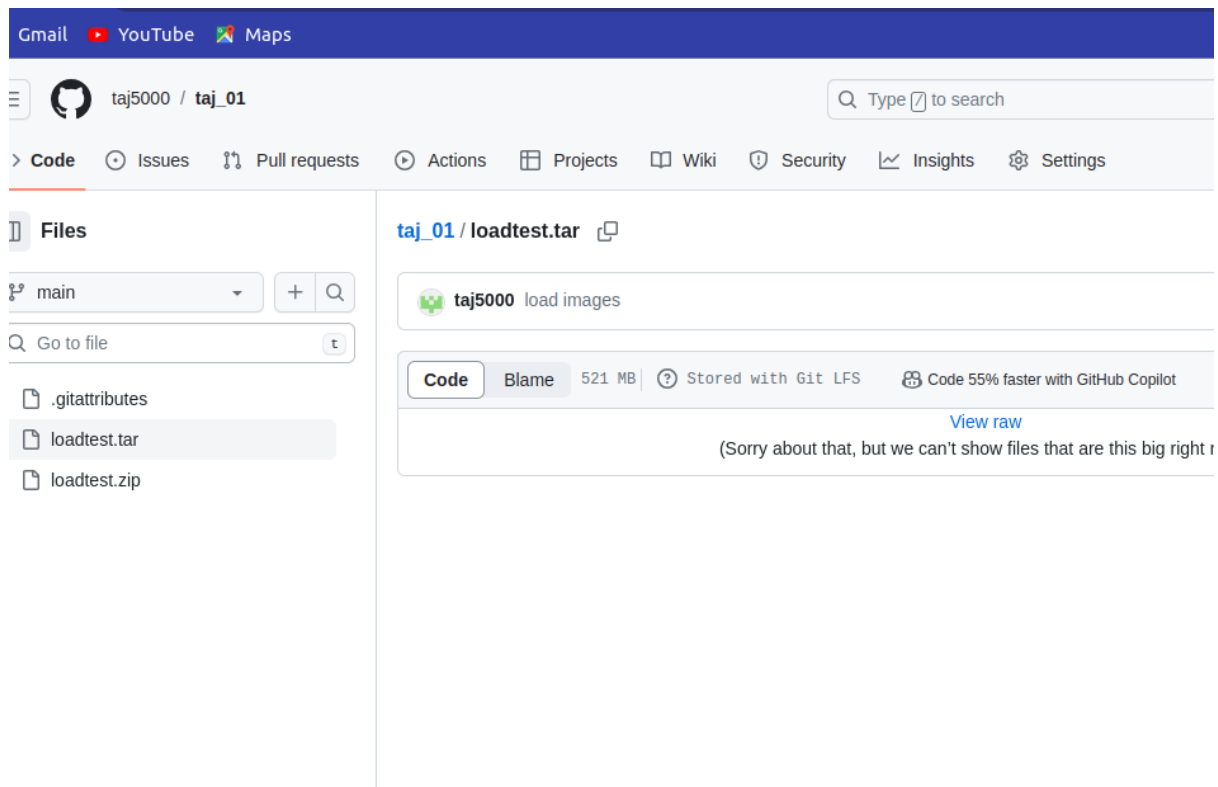 Gmail YouTube Maps
taj5000 / taj_01
Type / to search
Code Issues Pull requests Actions Projects Wiki Security Insights Settings
Files
taj_01 / loadtest.tar
main
taj5000 load images
Go to file t
Code Blame 521 MB Stored with Git LFS Code 55% faster with GitHub Copilot
.gitattributes
View raw
loadtest.tar
(Sorry about that, but we can't show files that are this big right
loadtest.zip